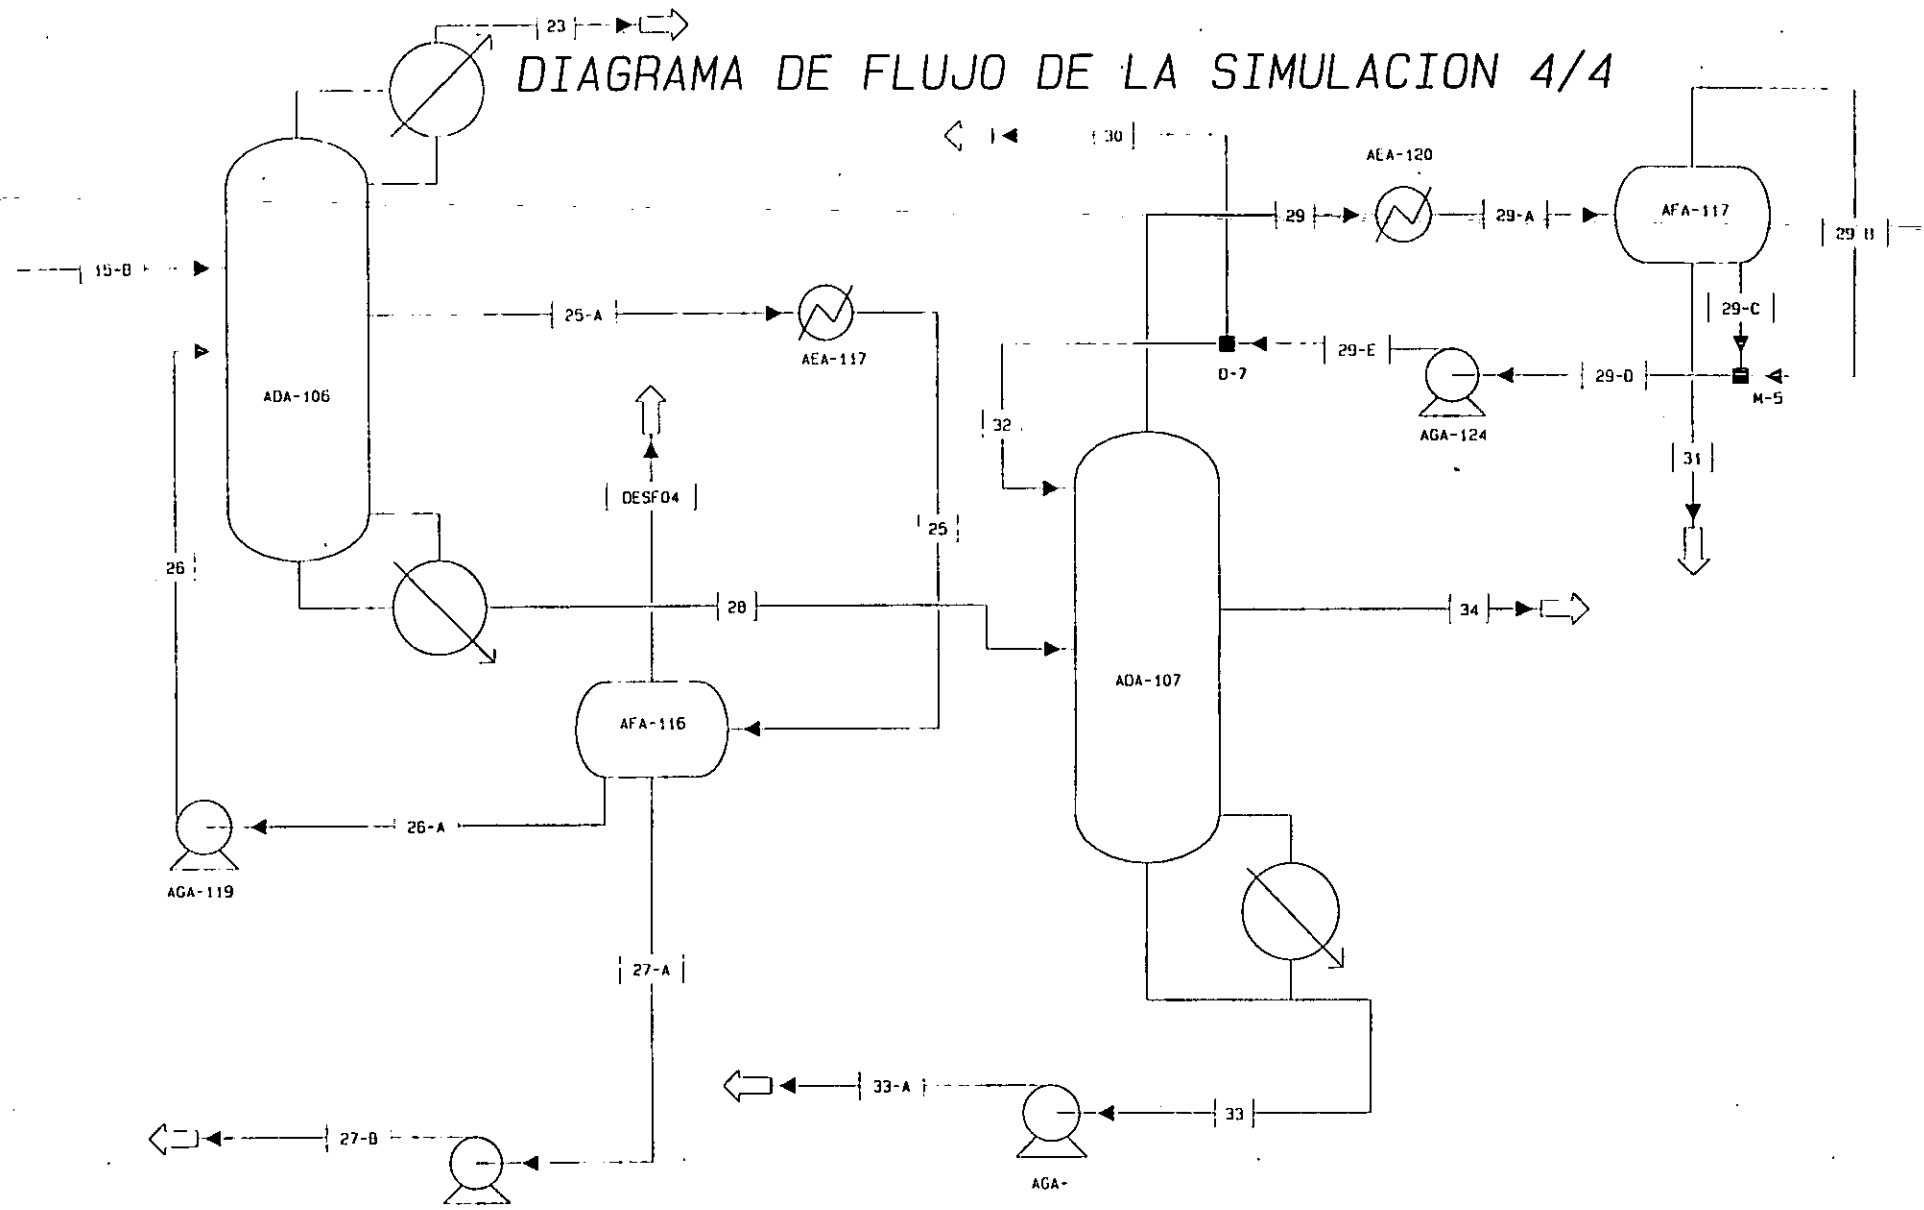 23
DIAGRAMA DE FLUJO DE LA SIMULACION 4/4
30
AEA-120
29
29-A
AFA-117
29-B
15-B
25-A
29-C
AEA-117
29-E
D-7
29-D
M-5
ADA-106
32
AGA-124
31
DESF04
25
26
28
34
ADA-107
AFA-116
26-A
AGA-119
27-A
33-A
33
27-B
AGA-